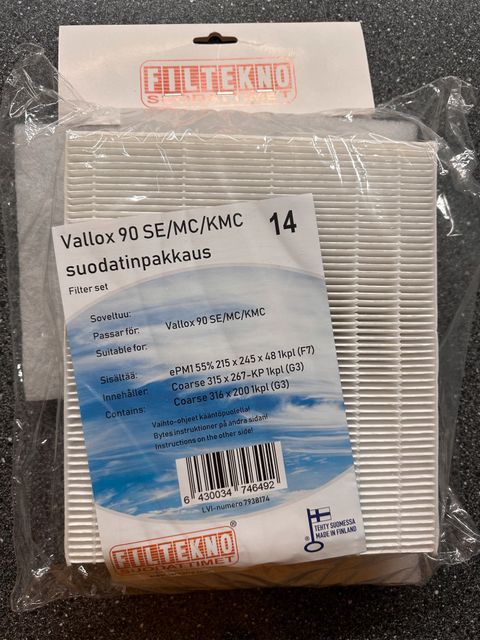 FILTEKNO
SUODATTIMET
Vallox 90 SE/MC/KMC
14
suodatinpakkaus
Filter set
Soveltuu:
Passar för: Vallox 90 SE/MC/KMC
Suitable for:
Sisältää: ePM1 55% 215 x 245 x 48 1kpl (F7)
Innehåller: Coarse 315 x 267-KP 1kpl (G3)
Contains: Coarse 316 x 200 1kpl (G3)
Vaihto-ohjeet kääntöpuolella!
Bytes instruktioner på andra sidan!
Instructions on the other side!
6 430034 746492
LVI-numero 7938174
FILTEKNO®
SUODATTIMET
TEHTY SUOMESSA
MADE IN FINLAND